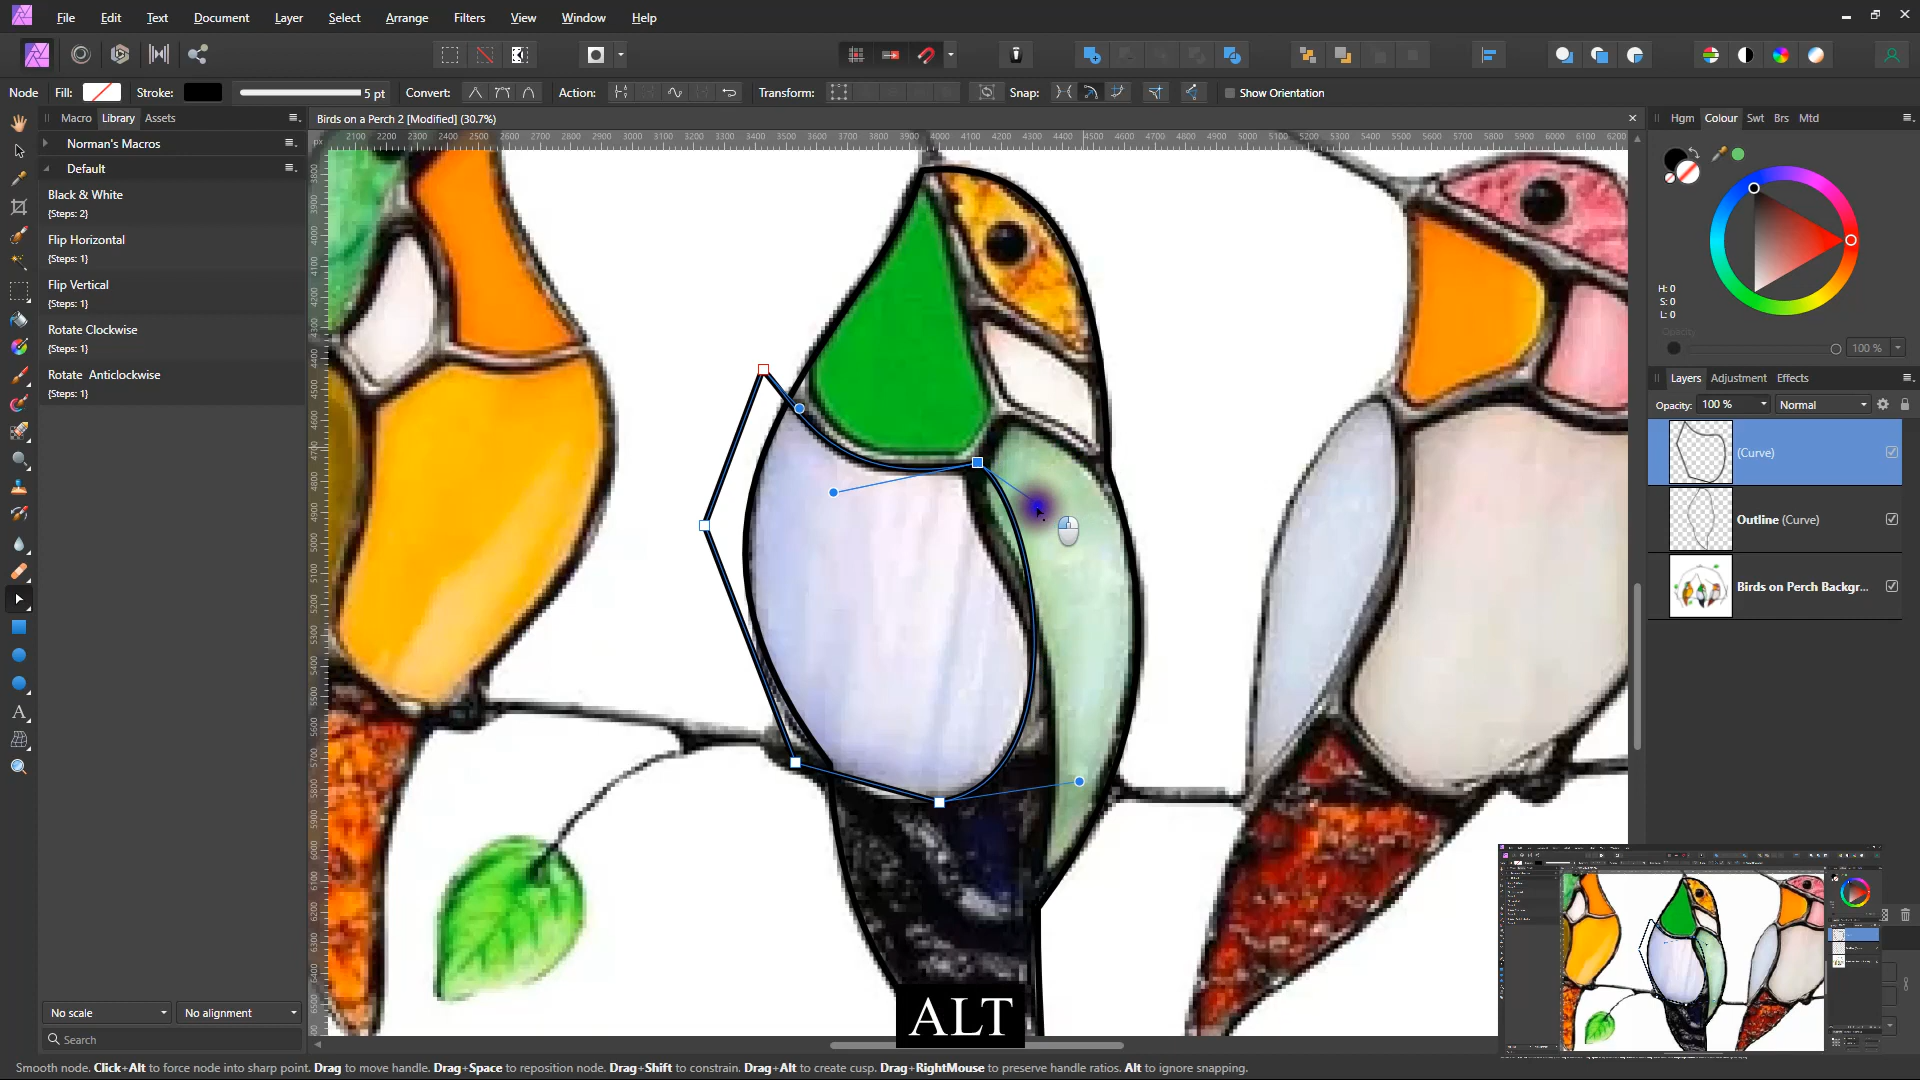 File Edit Text Document Layer Select Arrange Filters View Window Help
Node Fill: Stroke: 5 pt Convert: Action: Transform: Snap: Show Orientation
Macro Library Assets
Birds on a Perch 2 [Modified] (30.7%)
Hgm Colour Swt Brs Mtd
Norman's Macros
Default
Black & White
{Steps: 2}
Flip Horizontal
{Steps: 1}
Flip Vertical
{Steps: 1}
Rotate Clockwise
{Steps: 1}
Rotate Anticlockwise
{Steps: 1}
H: 0
S: 0
L: 0
Opacity
100 %
Layers Adjustment Effects
Opacity: 100 % Normal
(Curve)
Outline (Curve)
Birds on Perch Backgr...
ALT
No scale No alignment
Search
Smooth node. Click+Alt to force node into sharp point. Drag to move handle. Drag+Space to reposition node. Drag+Shift to constrain. Drag+Alt to create cusp. Drag+RightMouse to preserve handle ratios. Alt to ignore snapping.